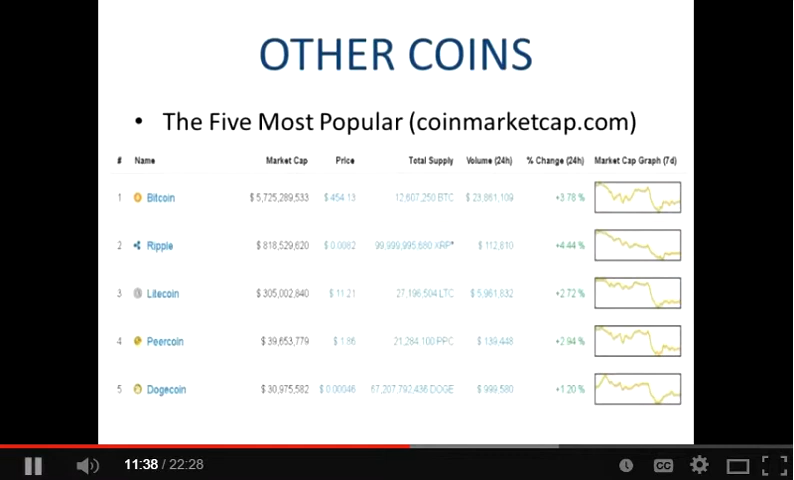 OTHER COINS
• The Five Most Popular (coinmarketcap.com)
# Name Market Cap Price Total Supply Volume (24h) % Change (24h) Market Cap Graph (7d)
1 Bitcoin $ 5,725,289,533 $ 454.13 12,607,250 BTC $ 23,861,109 +3.78 %
2 Ripple $ 818,529,620 $ 0.0082 99,999,995,680 XRP* $ 112,810 +4.44 %
3 Litecoin $ 305,002,840 $ 11.21 27,196,504 LTC $ 5,961,832 +2.72 %
4 Peercoin $ 39,653,779 $ 1.86 21,284,100 PPC $ 139,448 +2.94 %
5 Dogecoin $ 30,975,582 $ 0.00046 67,207,792,436 DOGE $ 999,580 +1.20 %
11:38 / 22:28
CC